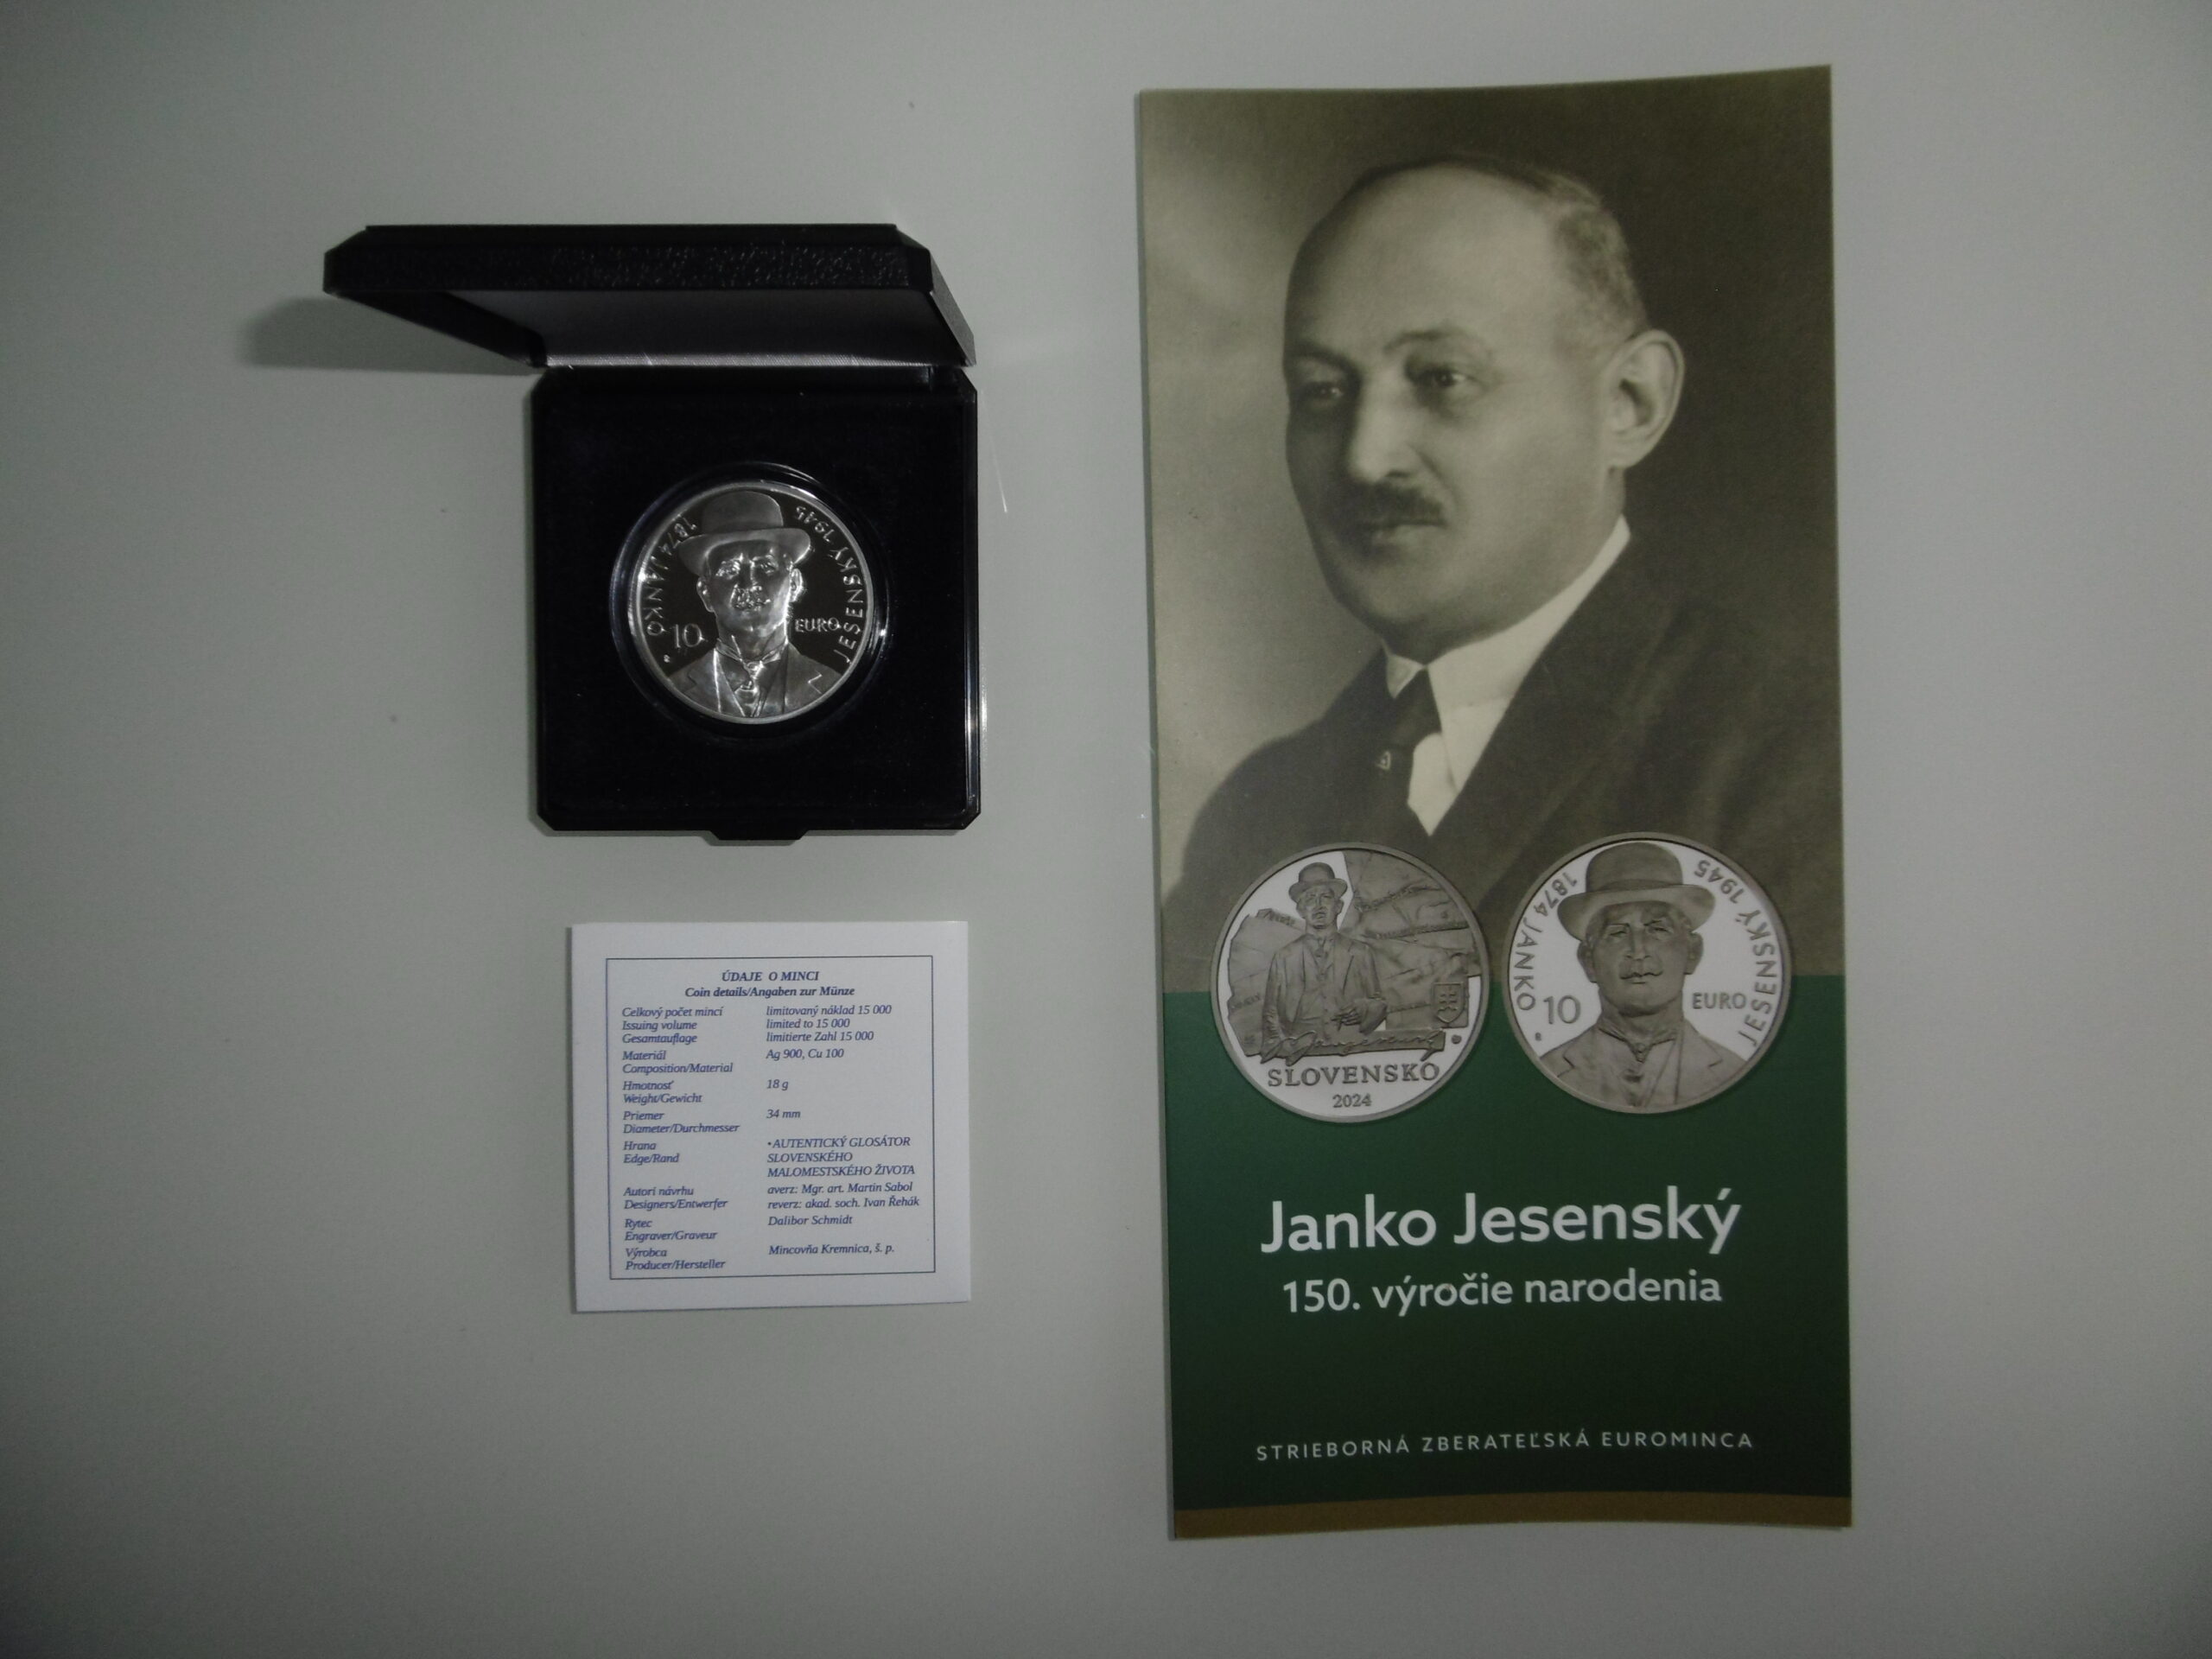 1874 JANKO
JESENSKÝ 1945
10
EURO
ÚDAJE O MINCI
Coin details/Angaben zur Münze
Celkový počet mincí limitovaný náklad 15 000
Issuing volume limited to 15 000
Gesamtauflage limitierte Zahl 15 000
Materiál Ag 900, Cu 100
Composition/Material
Hmotnosť 18 g
Weight/Gewicht
Priemer 34 mm
Diameter/Durchmesser
Hrana •AUTENTICKÝ GLOSÁTOR
Edge/Rand SLOVENSKÉHO
MALOMESTSKÉHO ŽIVOTA
Autori návrhu averz: Mgr. art. Martin Sabol
Designers/Entwerfer reverz: akad. soch. Ivan Řehák
Rytec Dalibor Schmidt
Engraver/Graveur
Výrobca Mincovňa Kremnica, š. p.
Producer/Hersteller
SLOVENSKO
2024
1874 JANKO
JESENSKÝ 1945
10
EURO
Janko Jesenský
150. výročie narodenia
STRIEBORNÁ ZBERATEĽSKÁ EUROMINCA